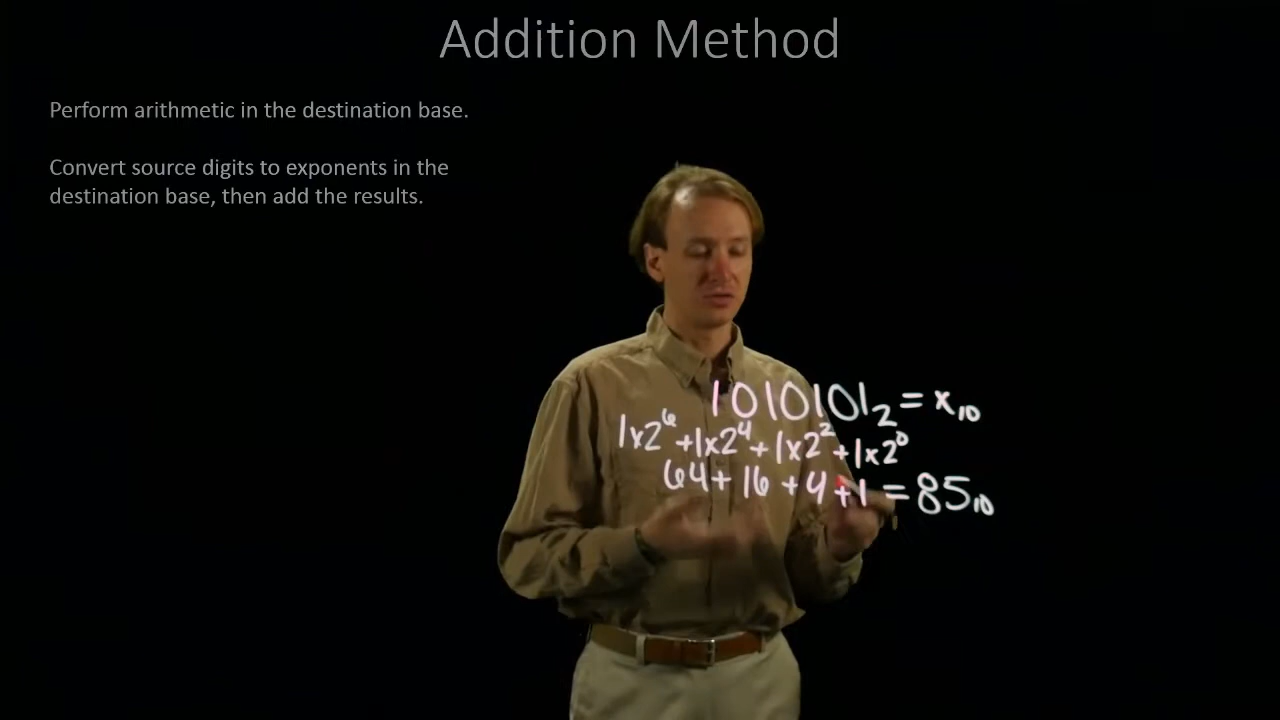 Addition Method
Perform arithmetic in the destination base.
Convert source digits to exponents in the
destination base, then add the results.
1010101₂ = x₁₀
1x2⁶+1x2⁴+1x2²+1x2⁰
64+16+4+1=85₁₀